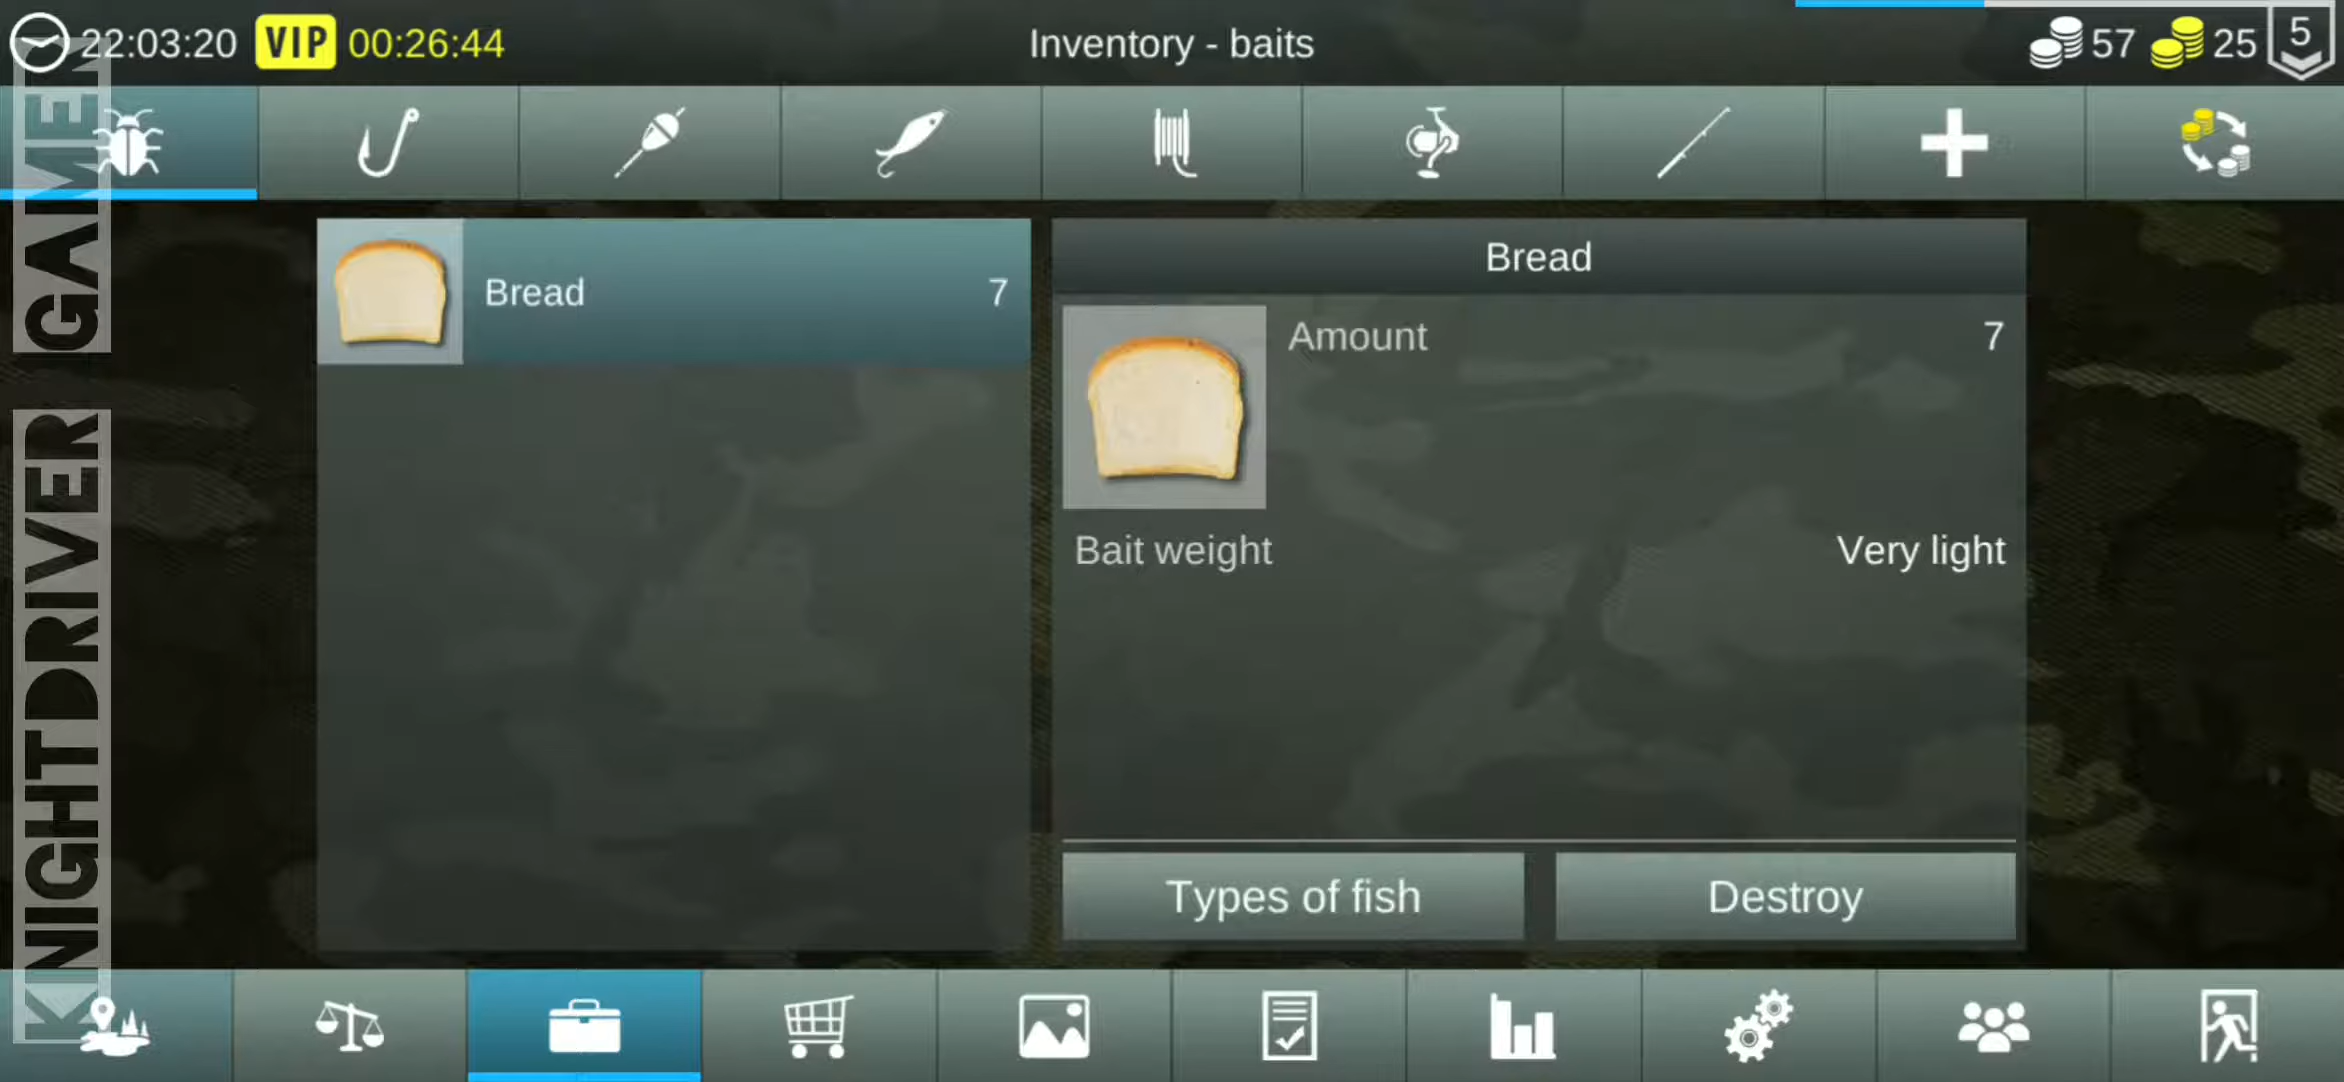 22:03:20 VIP 00:26:44
Inventory - baits
57 25 5
Bread 7
Bread
Amount 7
Bait weight Very light
Types of fish
Destroy
KNIGHTDRIVER GAMER